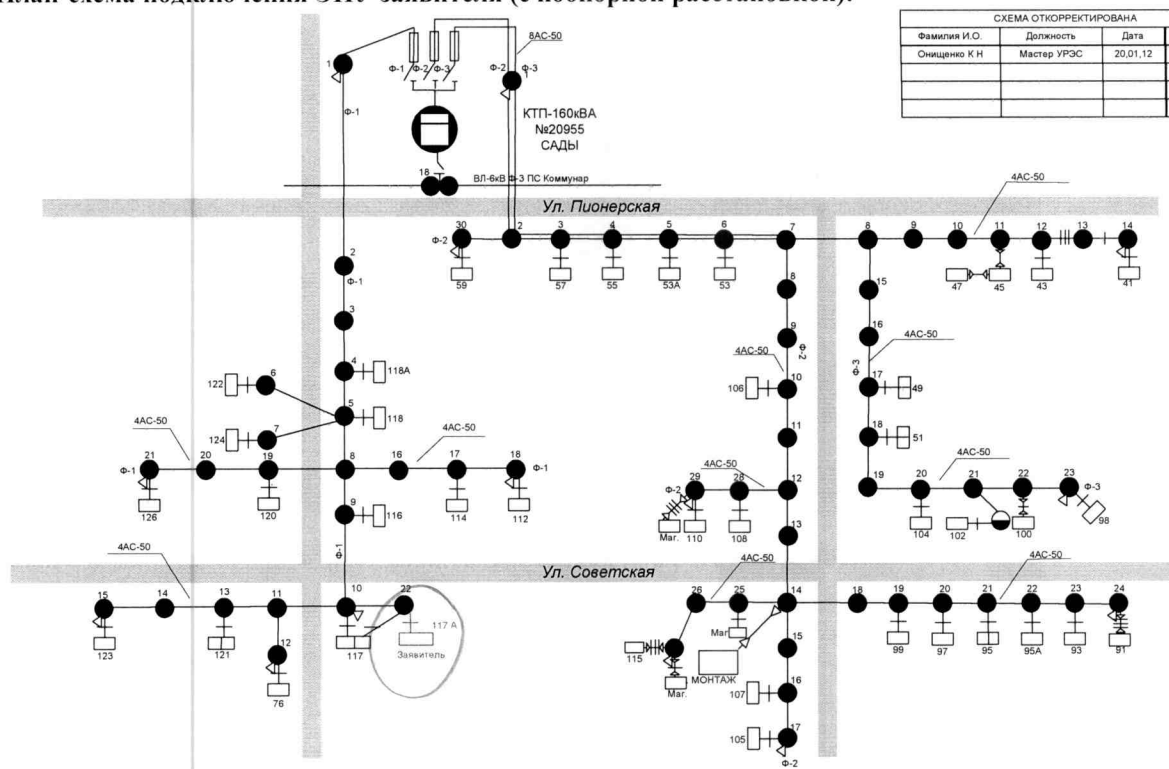 План-схема подключения ЭПУ заявителя (с поопорной расстановкой):
СХЕМА ОТКОРРЕКТИРОВАНА
Фамилия И.О. Должность Дата
Онищенко К Н Мастер УРЭС 20,01,12
8АС-50
1 Ф-1 Ф-2 Ф-3 Ф-2 Ф-3 1
Ф-1
КТП-160кВА
№20955
САДЫ
18 ВЛ-6кВ Ф-3 ПС Коммунар
4АС-50
Ул. Пионерская
Ф-2 30 2 3 4 5 6 7 8 9 10 11 12 13 14
59 57 55 53А 53 47 45 43 41
2 Ф-1 8 15
3 9 16
4АС-50 Ф-2 Ф-3 4АС-50
4 118А 10 17
122 6 106 49
5 118 11 18 51
124 7
4АС-50 4АС-50 4АС-50 4АС-50
Ф-1 21 20 19 8 16 17 18 Ф-1
Ф-2 29 28 12 19 20 21 22 23 Ф-3
126 120 9 116 114 112
Маг. 110 108 13 104 102 100 98
Ф-1
4АС-50 4АС-50 4АС-50
Ул. Советская
15 14 13 11 10 22 26 25 14 18 19 20 21 22 23 24
123 121 12 117 117 А
Заявитель
Маг 99 97 95 95А 93 91
76
115 Маг. МОНТАЖ 15
107 16
105 17
Ф-2